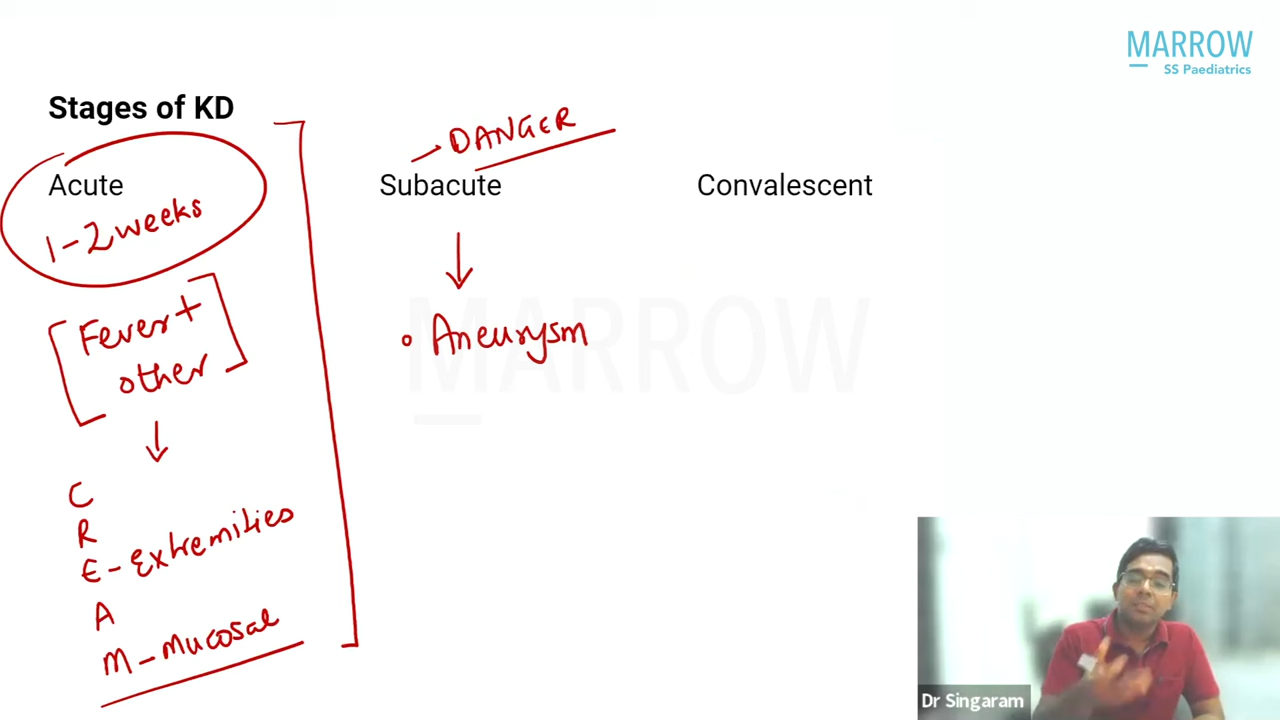 MARROW
SS Paediatrics
Stages of KD
Acute
1-2 weeks
[Fever +
other]
C
R
E - Extremities
A
M - Mucosal
- DANGER
Subacute
• Aneurysm
Convalescent
MARROW
Dr Singaram